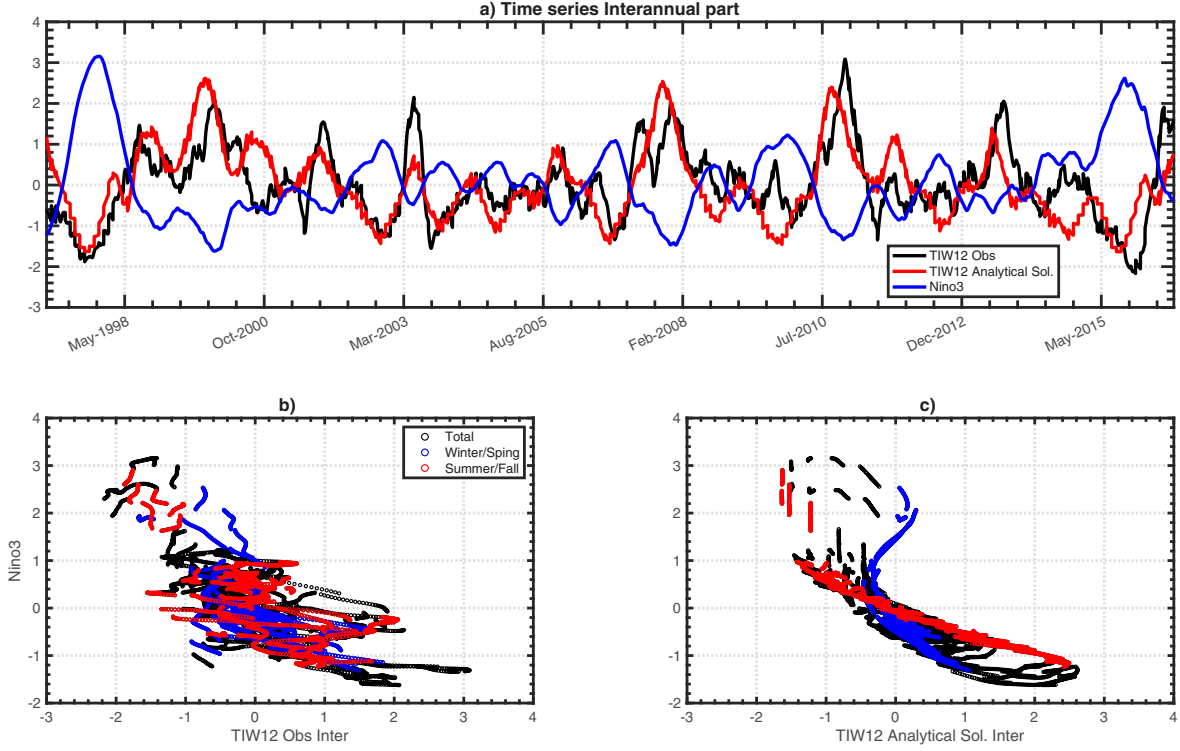 a) Time series Interannual part
4
3
2
1
0
-1
-2
-3
TIW12 Obs
TIW12 Analytical Sol.
Nino3
May-1998
Oct-2000
Mar-2003
Aug-2005
Feb-2008
Jul-2010
Dec-2012
May-2015
b)
4
3
2
1
0
-1
-2
Nino3
Total
Winter/Sping
Summer/Fall
-3 -2 -1 0 1 2 3 4
TIW12 Obs Inter
c)
4
3
2
1
0
-1
-2
-3 -2 -1 0 1 2 3 4
TIW12 Analytical Sol. Inter